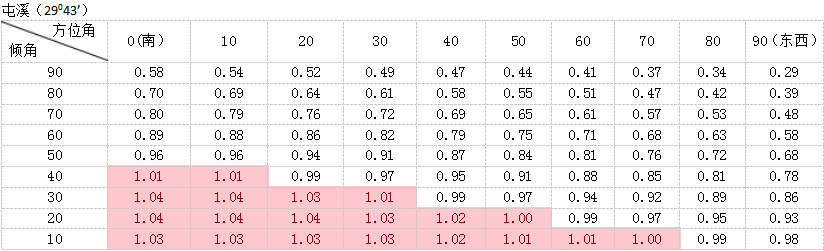 屯溪（29⁰43′）
方位角
倾角 0(南) 10 20 30 40 50 60 70 80 90(东西)
90 0.58 0.54 0.52 0.49 0.47 0.44 0.41 0.37 0.34 0.29
80 0.70 0.69 0.64 0.61 0.58 0.55 0.51 0.47 0.42 0.39
70 0.80 0.79 0.76 0.72 0.69 0.65 0.61 0.57 0.53 0.48
60 0.89 0.88 0.86 0.82 0.79 0.75 0.71 0.68 0.63 0.58
50 0.96 0.96 0.94 0.91 0.87 0.84 0.81 0.76 0.72 0.68
40 1.01 1.01 0.99 0.97 0.95 0.91 0.88 0.85 0.81 0.78
30 1.04 1.04 1.03 1.01 0.99 0.97 0.94 0.92 0.89 0.86
20 1.04 1.04 1.04 1.03 1.02 1.00 0.99 0.97 0.95 0.93
10 1.03 1.03 1.03 1.03 1.02 1.01 1.01 1.00 0.99 0.98